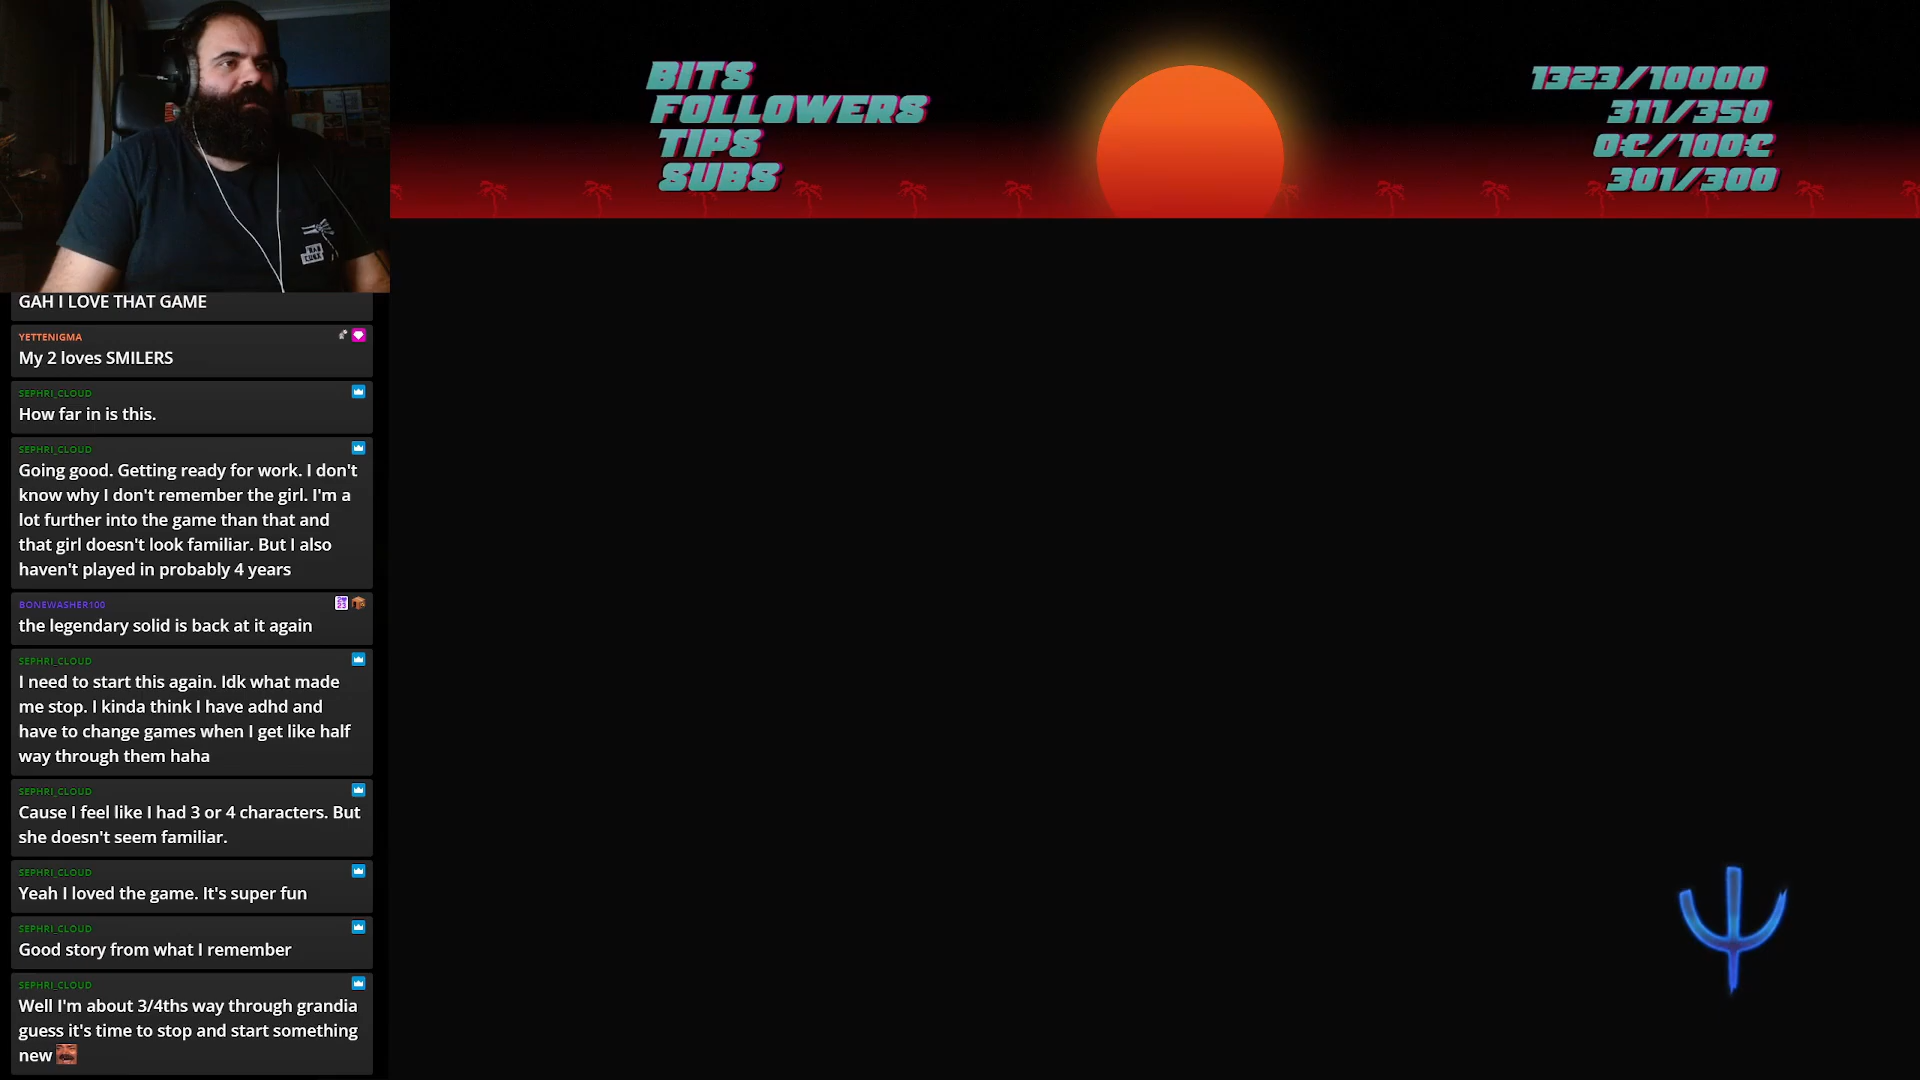 BITS
FOLLOWERS
TIPS
SUBS
1323/10000
311/350
0€/100€
301/300
GAH I LOVE THAT GAME
YETTENIGMA
My 2 loves SMILERS
SEPHRI_CLOUD
How far in is this.
SEPHRI_CLOUD
Going good. Getting ready for work. I don't
know why I don't remember the girl. I'm a
lot further into the game than that and
that girl doesn't look familiar. But I also
haven't played in probably 4 years
BONEWASHER100
the legendary solid is back at it again
SEPHRI_CLOUD
I need to start this again. Idk what made
me stop. I kinda think I have adhd and
have to change games when I get like half
way through them haha
SEPHRI_CLOUD
Cause I feel like I had 3 or 4 characters. But
she doesn't seem familiar.
SEPHRI_CLOUD
Yeah I loved the game. It's super fun
SEPHRI_CLOUD
Good story from what I remember
SEPHRI_CLOUD
Well I'm about 3/4ths way through grandia
guess it's time to stop and start something
new